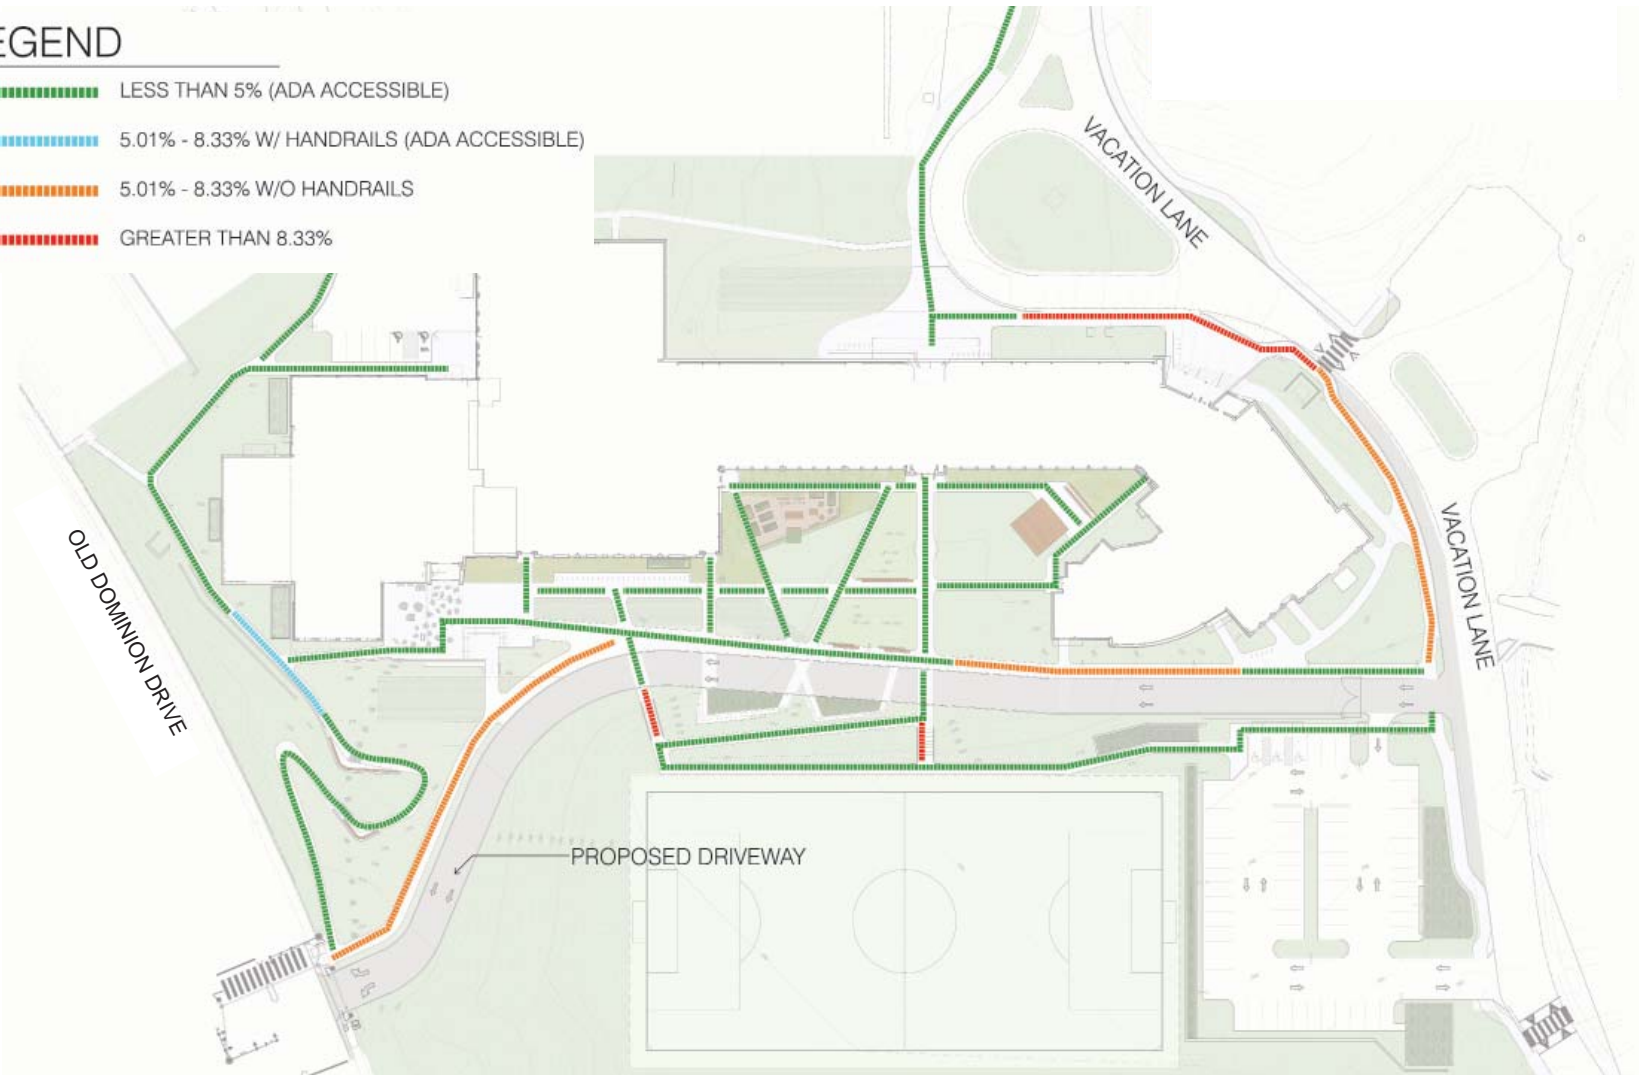 EGEND
LESS THAN 5% (ADA ACCESSIBLE)
5.01% - 8.33% W/ HANDRAILS (ADA ACCESSIBLE)
5.01% - 8.33% W/O HANDRAILS
GREATER THAN 8.33%
VACATION LANE
OLD DOMINION DRIVE
VACATION LANE
PROPOSED DRIVEWAY